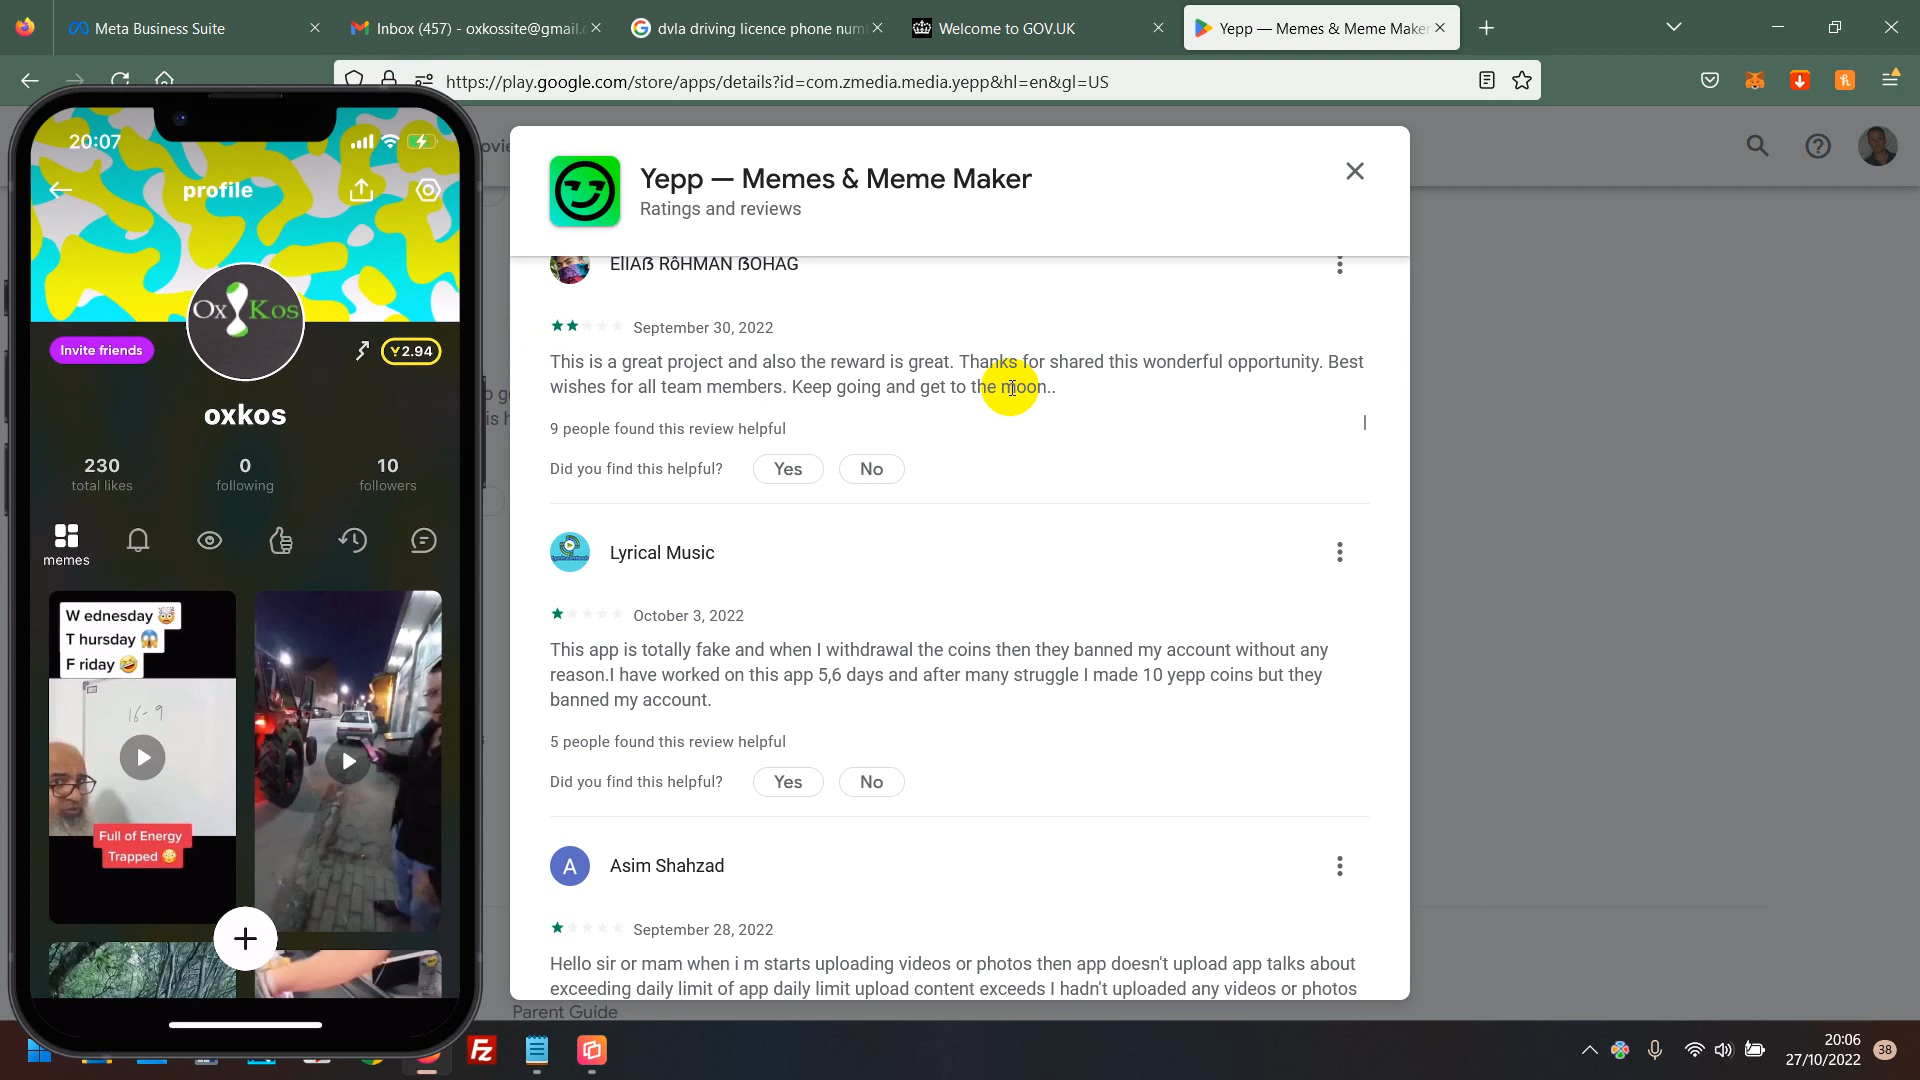 Meta Business Suite
Inbox (457) - oxkossite@gmail.c
dvla driving licence phone num
Welcome to GOV.UK
Yepp — Memes & Meme Maker
https://play.google.com/store/apps/details?id=com.zmedia.media.yepp&hl=en&gl=US
20:07
profile
Invite friends
2.94
Ox Kos
oxkos
230
0
10
total likes
following
followers
memes
W ednesday
T hursday
F riday
16-9
Full of Energy
Trapped
Yepp — Memes & Meme Maker
Ratings and reviews
EIIAẞ RôHMAN ẞOHAG
September 30, 2022
This is a great project and also the reward is great. Thanks for shared this wonderful opportunity. Best
wishes for all team members. Keep going and get to the moon..
9 people found this review helpful
Did you find this helpful?
Yes
No
Lyrical Music
October 3, 2022
This app is totally fake and when I withdrawal the coins then they banned my account without any
reason.I have worked on this app 5,6 days and after many struggle I made 10 yepp coins but they
banned my account.
5 people found this review helpful
Did you find this helpful?
Yes
No
A
Asim Shahzad
September 28, 2022
Hello sir or mam when i m starts uploading videos or photos then app doesn't upload app talks about
exceeding daily limit of app daily limit upload content exceeds I hadn't uploaded any videos or photos
Parent Guide
FZ
20:06
27/10/2022
38